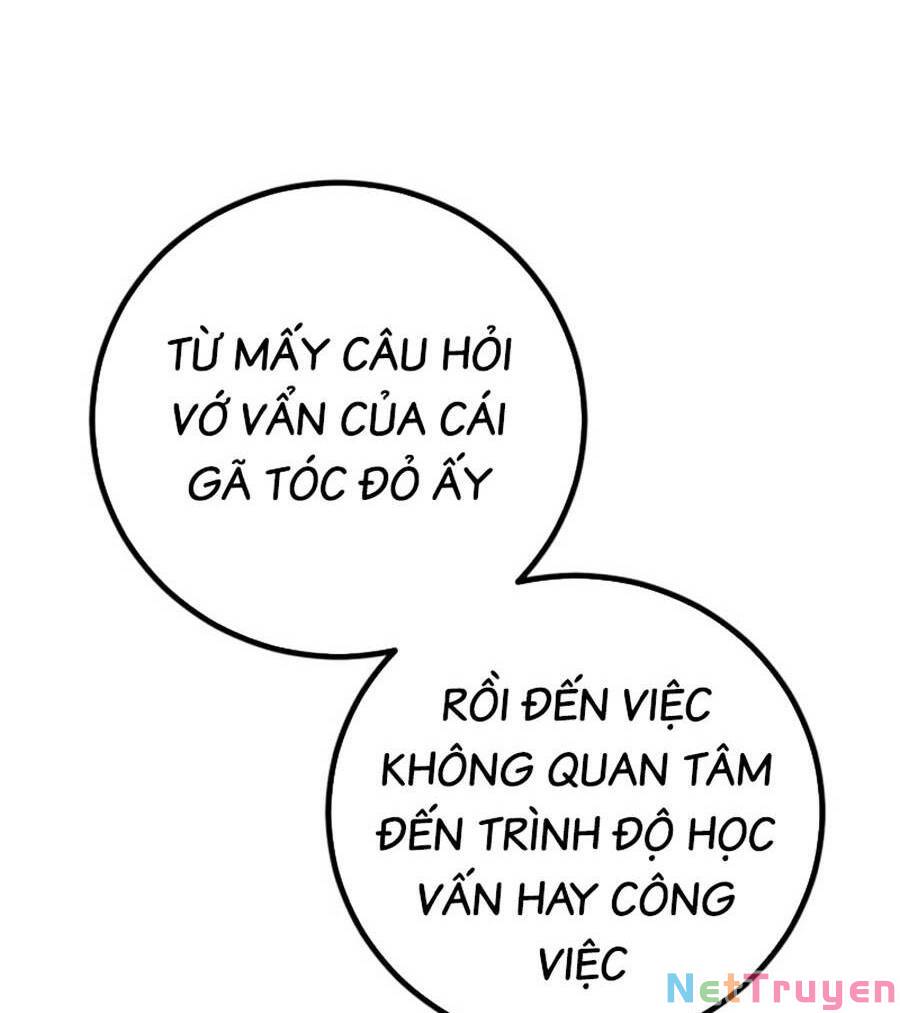 TỪ MẤY CÂU HỎI
VỚ VẨN CỦA CÁI
GÃ TÓC ĐỎ ẤY
RỒI ĐẾN VIỆC
KHÔNG QUAN TÂM
ĐẾN TRÌNH ĐỘ HỌC
VẤN HAY CÔNG
VIỆC
NetTruyen